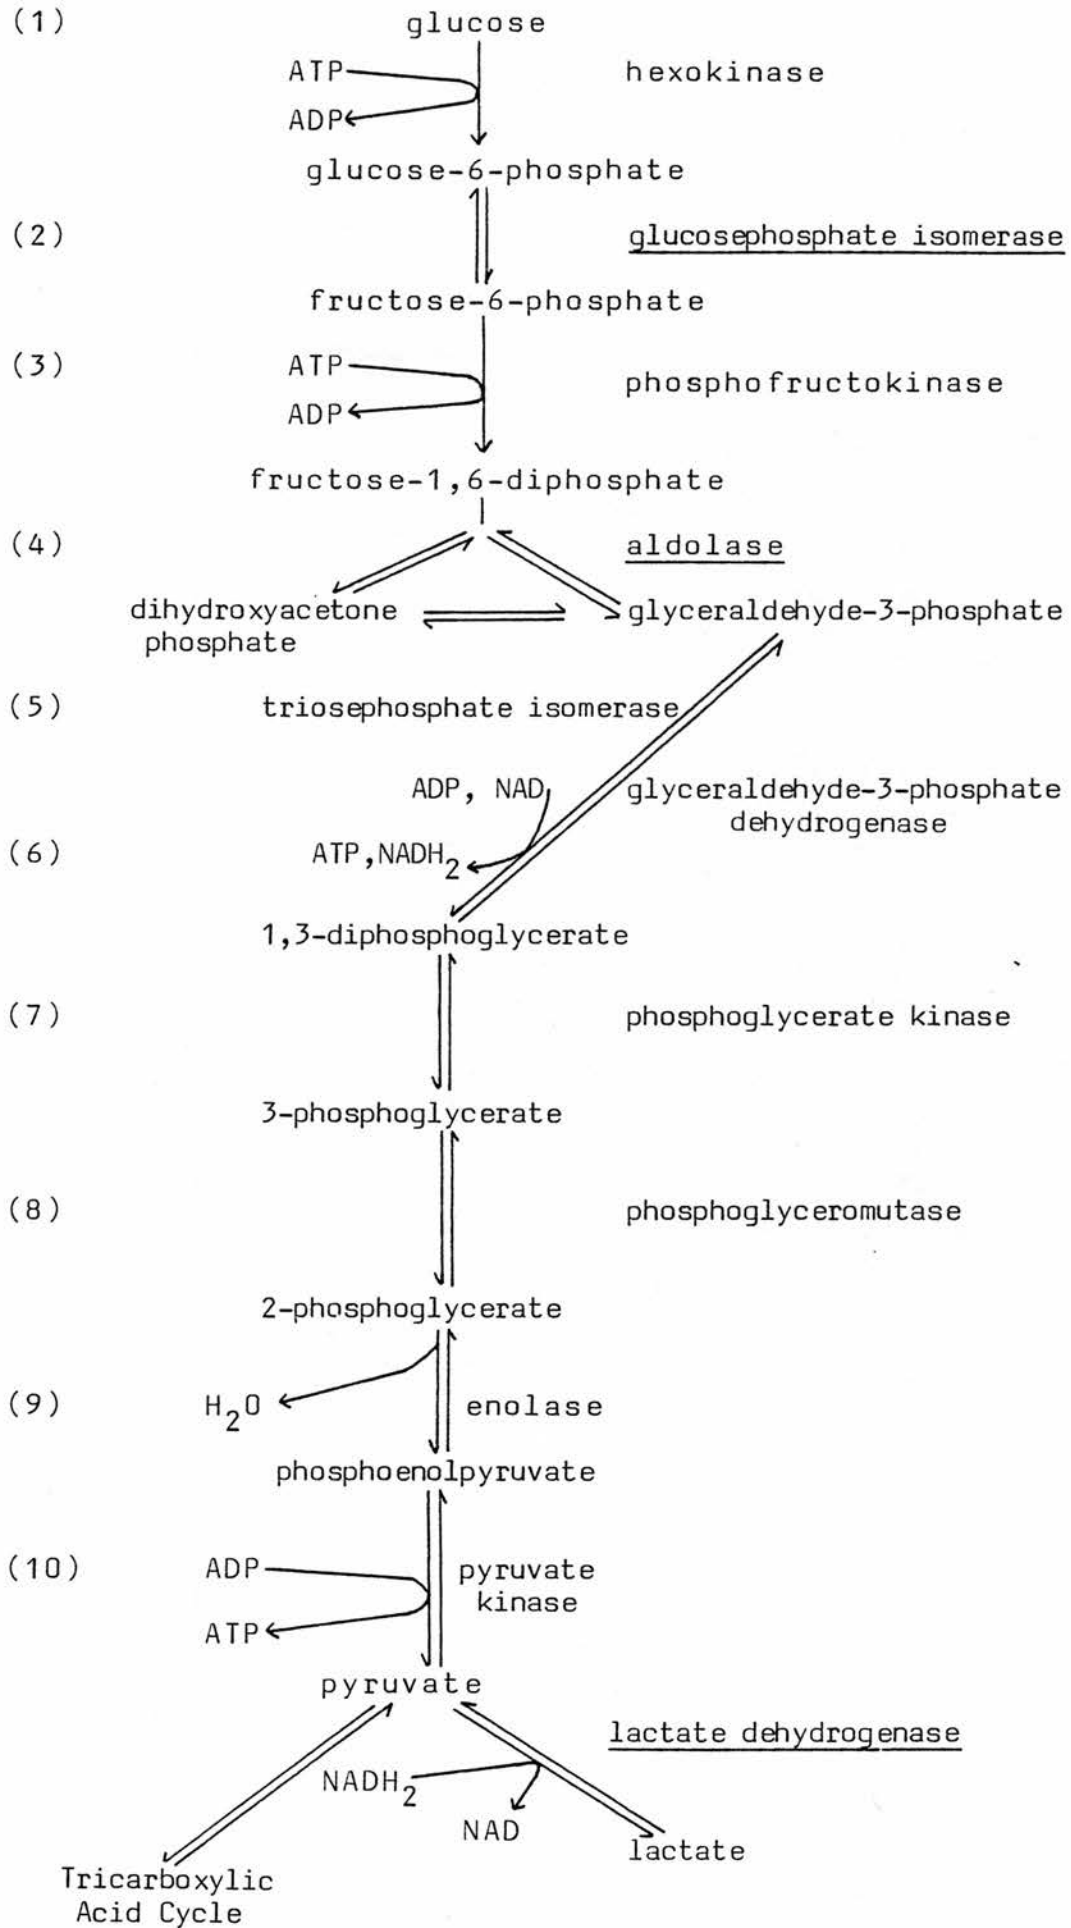 (1)
glucose
ATP
hexokinase
ADP
glucose-6-phosphate
(2)
glucosephosphate isomerase
fructose-6-phosphate
(3)
ATP
phosphofructokinase
ADP
fructose-1,6-diphosphate
(4)
aldolase
dihydroxyacetone
phosphate
glyceraldehyde-3-phosphate
(5)
triosephosphate isomerase
ADP, NAD
glyceraldehyde-3-phosphate
dehydrogenase
(6)
ATP,NADH₂
1,3-diphosphoglycerate
(7)
phosphoglycerate kinase
3-phosphoglycerate
(8)
phosphoglyceromutase
2-phosphoglycerate
(9)
H₂O
enolase
phosphoenolpyruvate
(10)
ADP
pyruvate
kinase
ATP
pyruvate
lactate dehydrogenase
NADH₂
NAD
lactate
Tricarboxylic
Acid Cycle